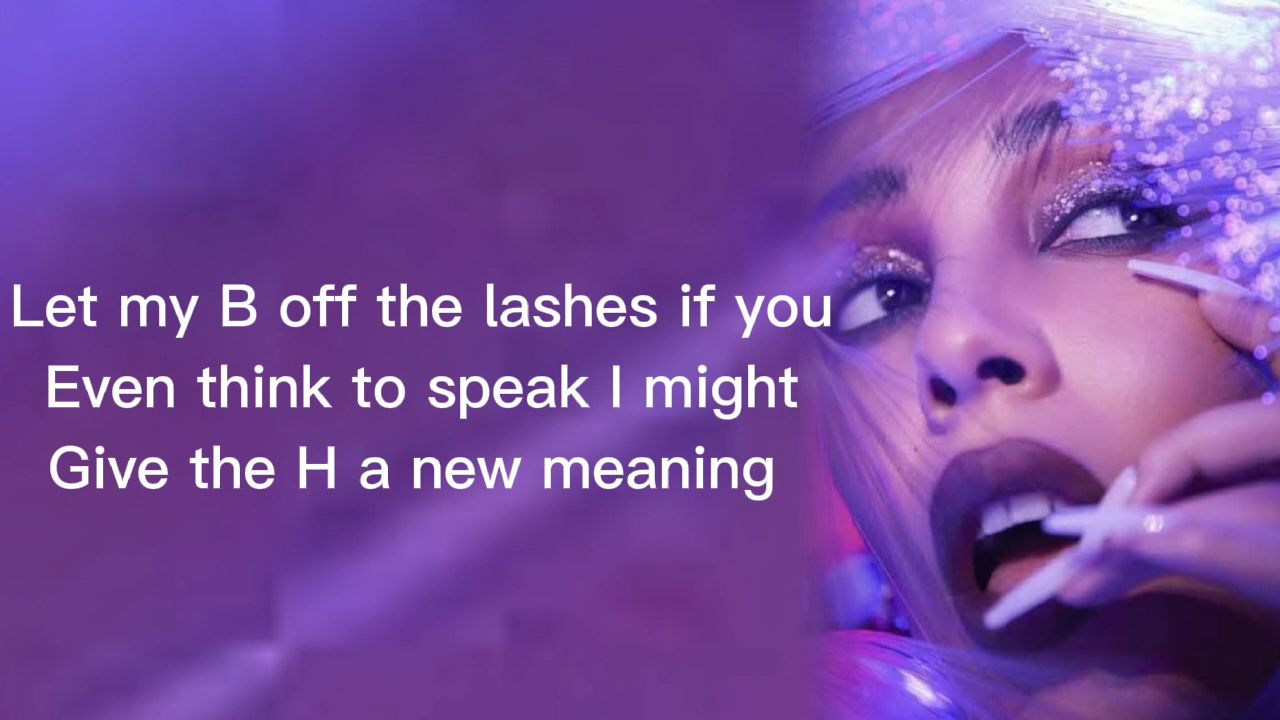 Let my B off the lashes if you
Even think to speak I might
Give the H a new meaning